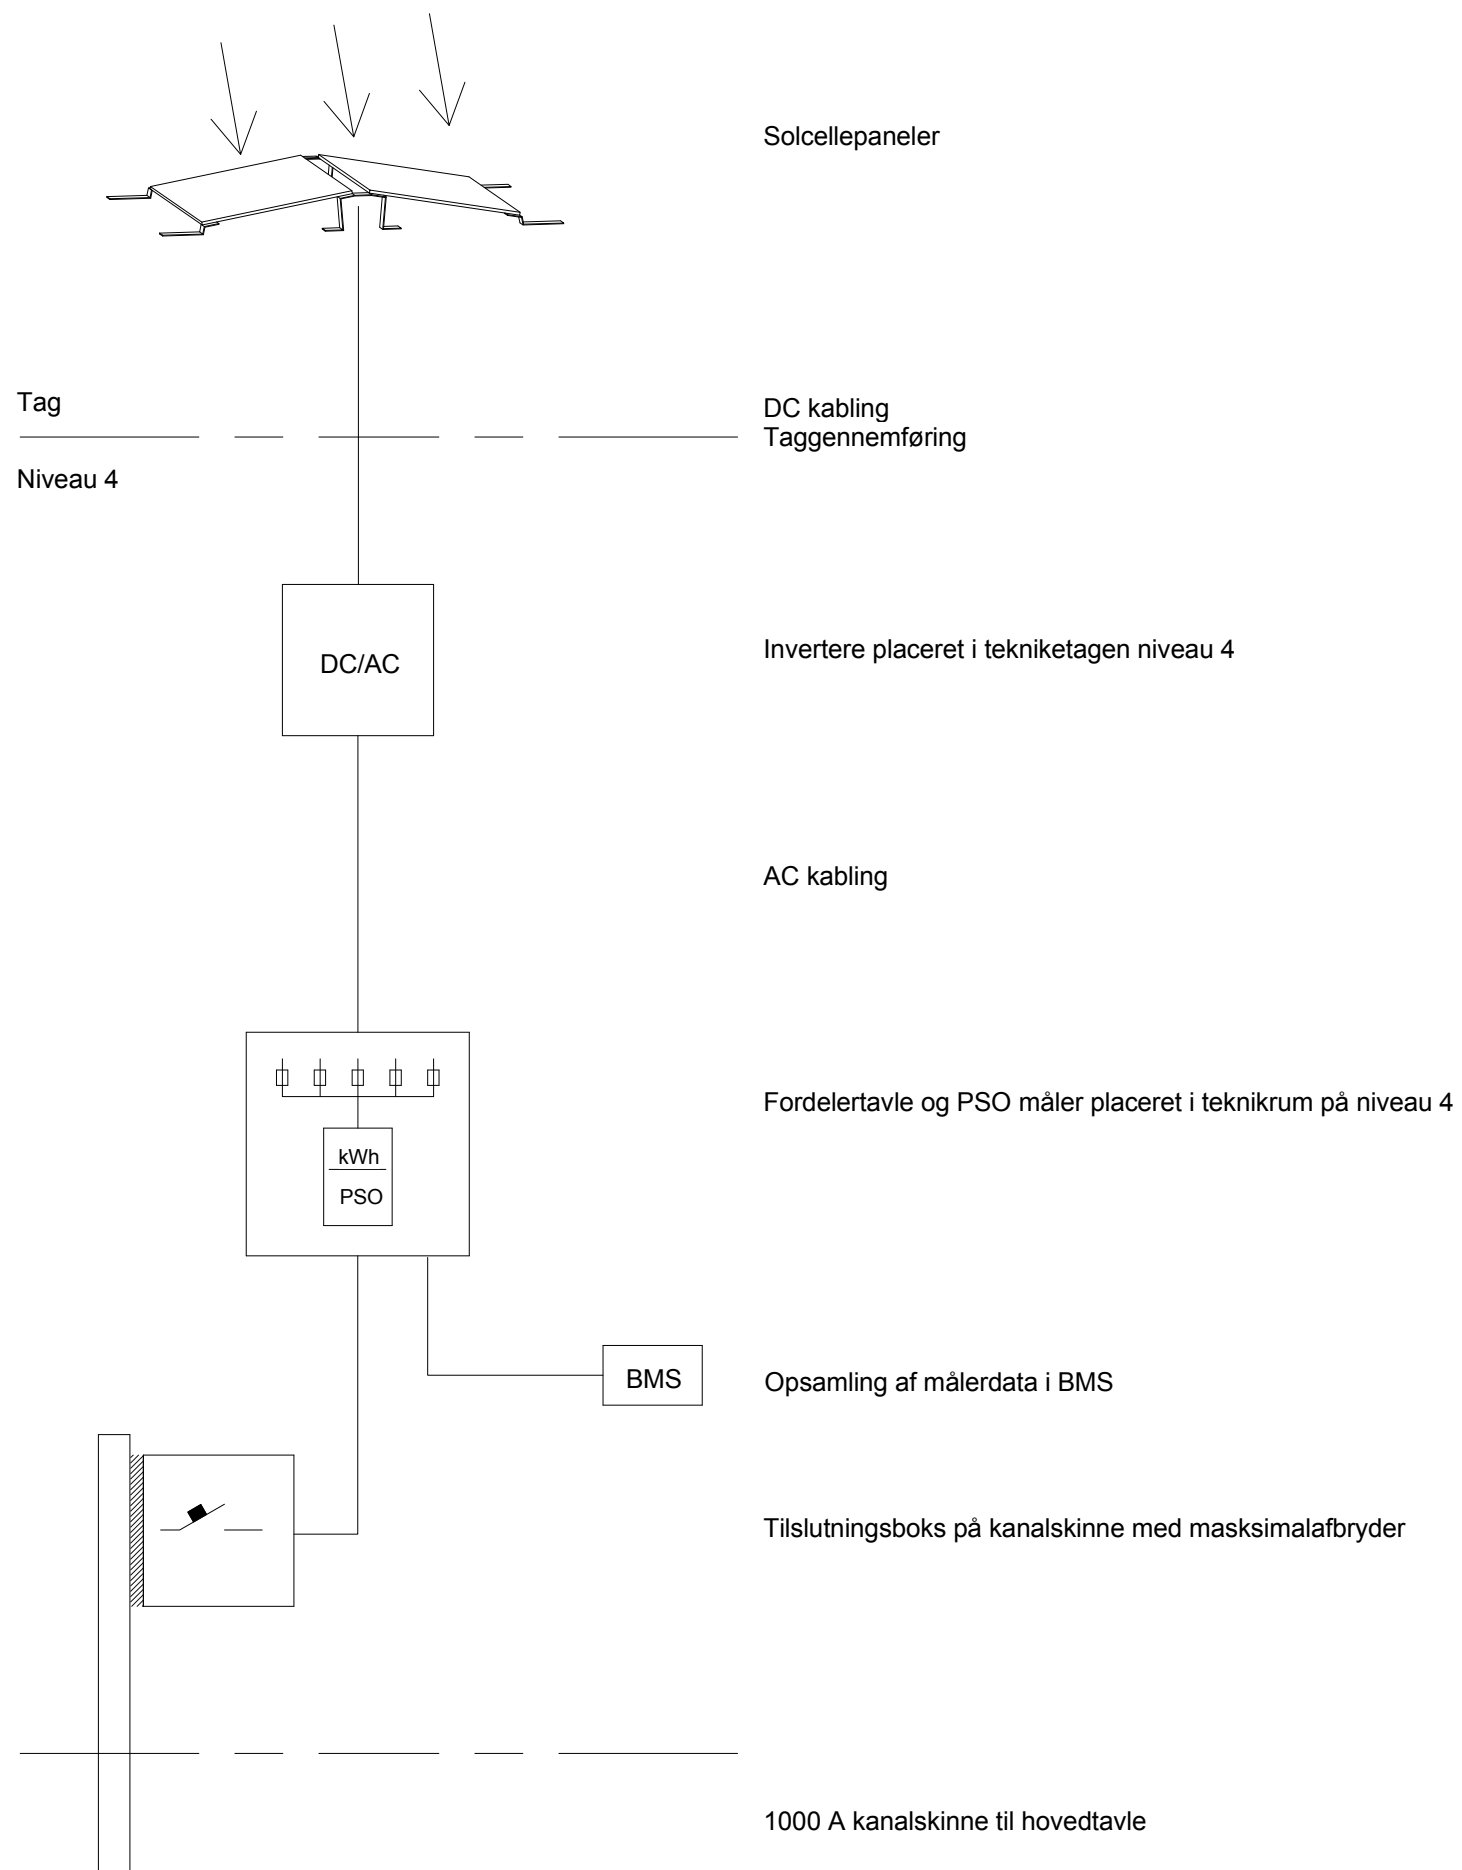 Solcellepaneler
Tag
DC kabling
Taggennemføring
Niveau 4
DC/AC
Invertere placeret i tekniketagen niveau 4
AC kabling
Fordelertavle og PSO måler placeret i teknikrum på niveau 4
kWh
PSO
BMS
Opsamling af målerdata i BMS
Tilslutningsboks på kanalskinne med masksimalafbryder
1000 A kanalskinne til hovedtavle